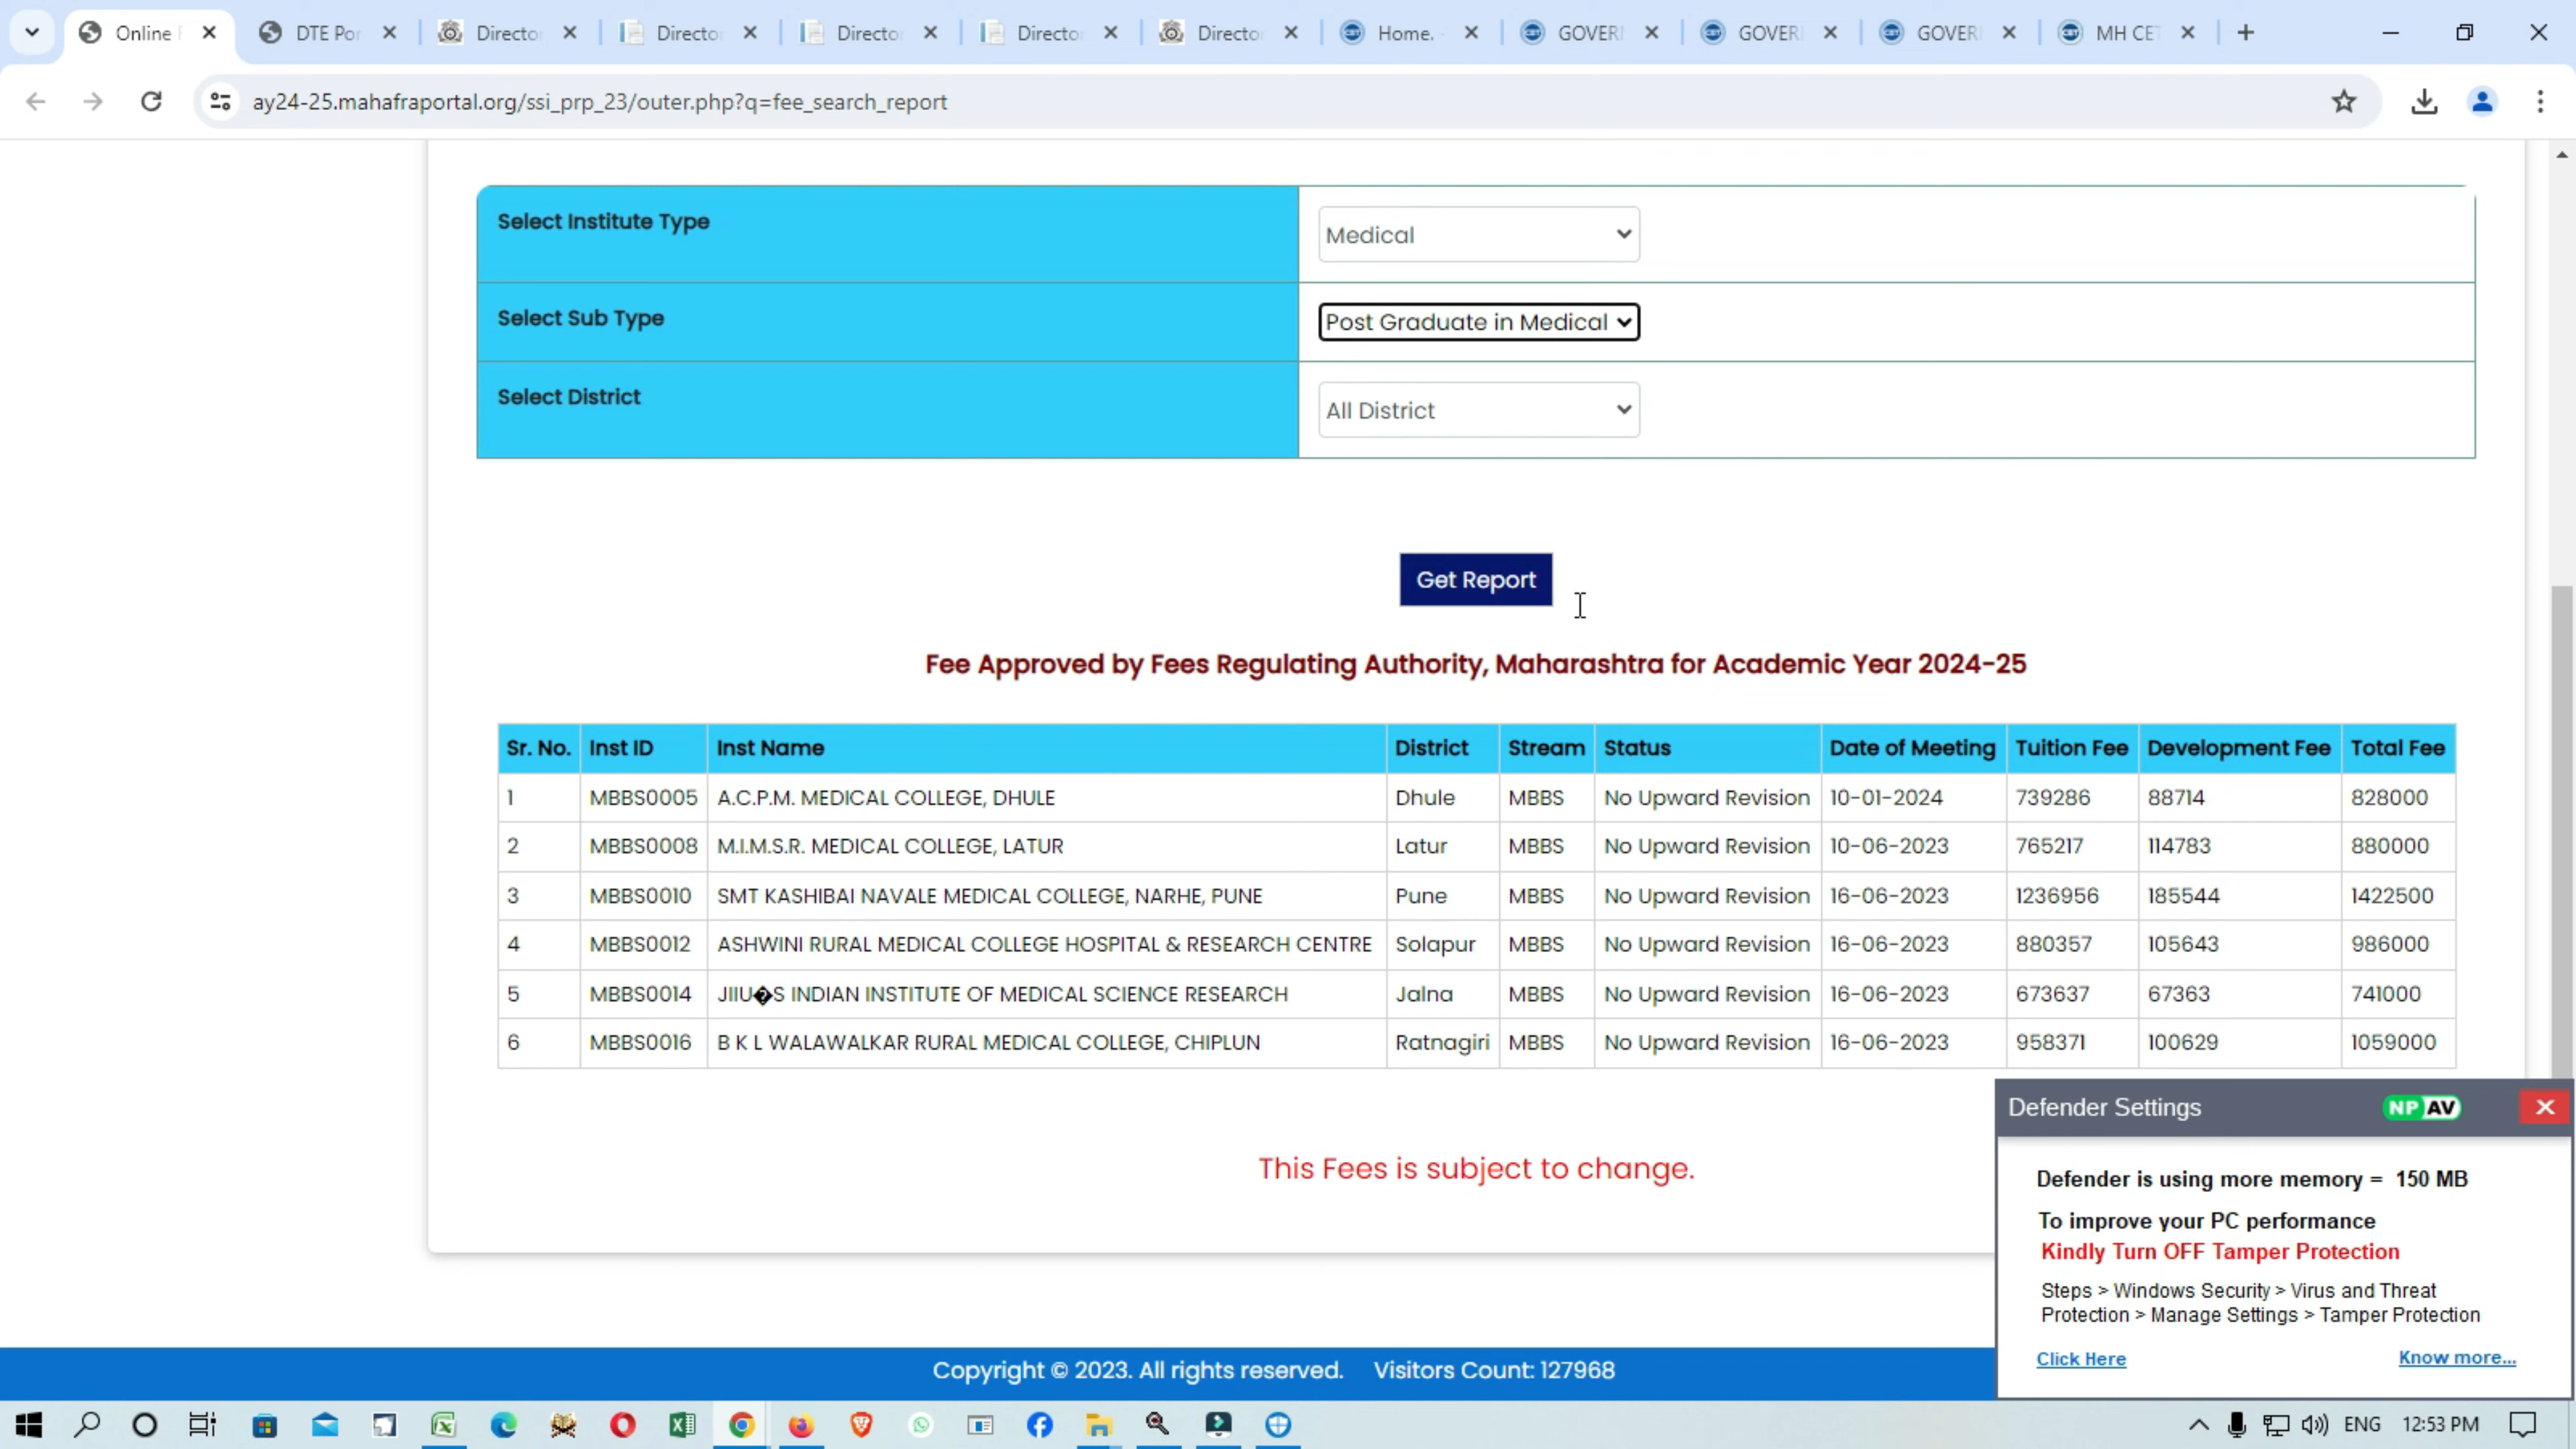 Online F
DTE Por
Directo
Directo
Directo
Directo
Directo
Home. -
GOVERN
GOVER
GOVER
MH CET
ay24-25.mahafraportal.org/ssi_prp_23/outer.php?q=fee_search_report
Select Institute Type
Medical
Select Sub Type
Post Graduate in Medical
Select District
All District
Get Report
Fee Approved by Fees Regulating Authority, Maharashtra for Academic Year 2024-25
Sr. No. Inst ID Inst Name District Stream Status Date of Meeting Tuition Fee Development Fee Total Fee
1 MBBS0005 A.C.P.M. MEDICAL COLLEGE, DHULE Dhule MBBS No Upward Revision 10-01-2024 739286 88714 828000
2 MBBS0008 M.I.M.S.R. MEDICAL COLLEGE, LATUR Latur MBBS No Upward Revision 10-06-2023 765217 114783 880000
3 MBBS0010 SMT KASHIBAI NAVALE MEDICAL COLLEGE, NARHE, PUNE Pune MBBS No Upward Revision 16-06-2023 1236956 185544 1422500
4 MBBS0012 ASHWINI RURAL MEDICAL COLLEGE HOSPITAL & RESEARCH CENTRE Solapur MBBS No Upward Revision 16-06-2023 880357 105643 986000
5 MBBS0014 JIIU�S INDIAN INSTITUTE OF MEDICAL SCIENCE RESEARCH Jalna MBBS No Upward Revision 16-06-2023 673637 67363 741000
6 MBBS0016 B K L WALAWALKAR RURAL MEDICAL COLLEGE, CHIPLUN Ratnagiri MBBS No Upward Revision 16-06-2023 958371 100629 1059000
This Fees is subject to change.
Defender Settings NP AV
Defender is using more memory = 150 MB
To improve your PC performance
Kindly Turn OFF Tamper Protection
Steps > Windows Security > Virus and Threat
Protection > Manage Settings > Tamper Protection
Click Here Know more...
Copyright © 2023. All rights reserved. Visitors Count: 127968
ENG 12:53 PM